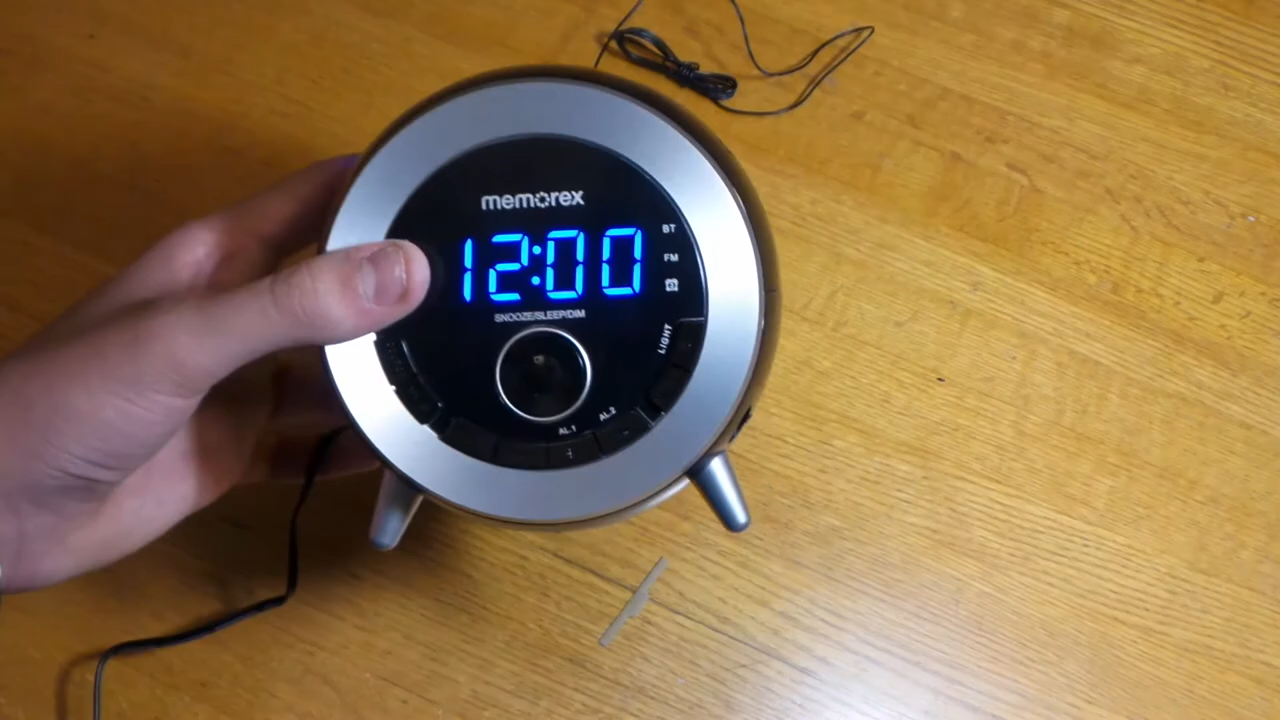 memorex
BT
12:00
FM
SNOOZE/SLEEP/DIM
LIGHT
AL.1
AL.2
+
-